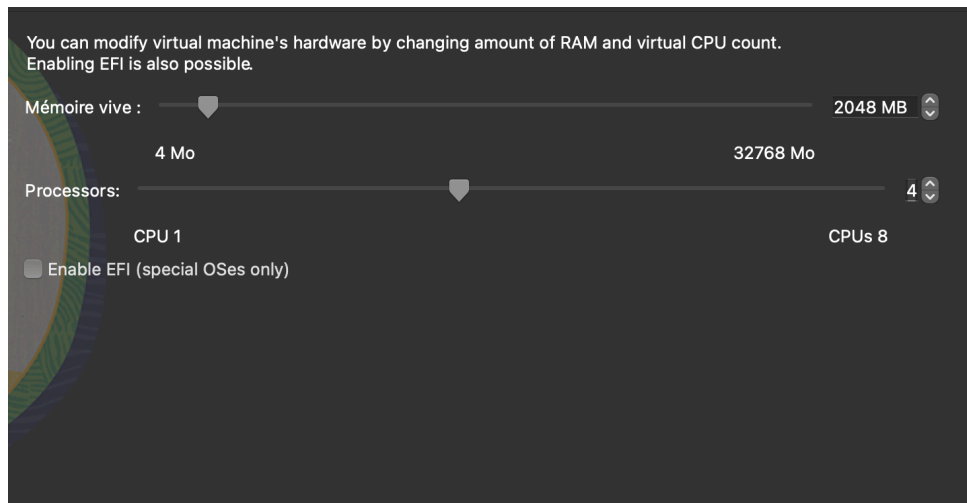 You can modify virtual machine's hardware by changing amount of RAM and virtual CPU count.
Enabling EFI is also possible.
Mémoire vive :
2048 MB
4 Mo
32768 Mo
Processors:
4
CPU 1
CPUs 8
Enable EFI (special OSes only)